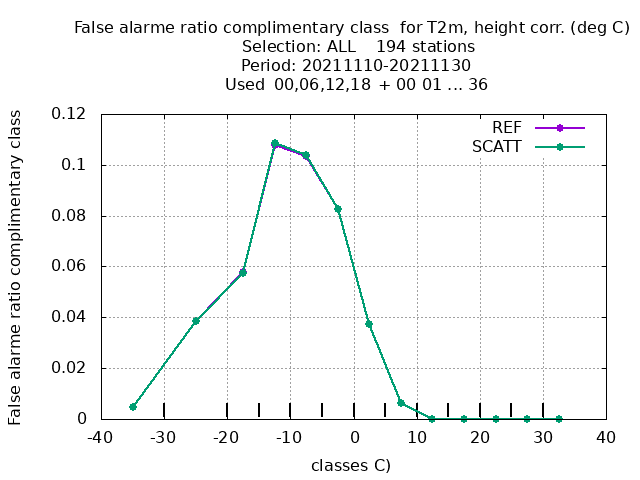 False alarme ratio complimentary class  for T2m, height corr. (deg C)
Selection: ALL    194 stations
Period: 20211110-20211130
Used  00,06,12,18  + 00 01 ... 36
REF
SCATT
False alarme ratio complimentary class
0.12
0.1
0.08
0.06
0.04
0.02
0
-40 -30 -20 -10 0 10 20 30 40
classes C)